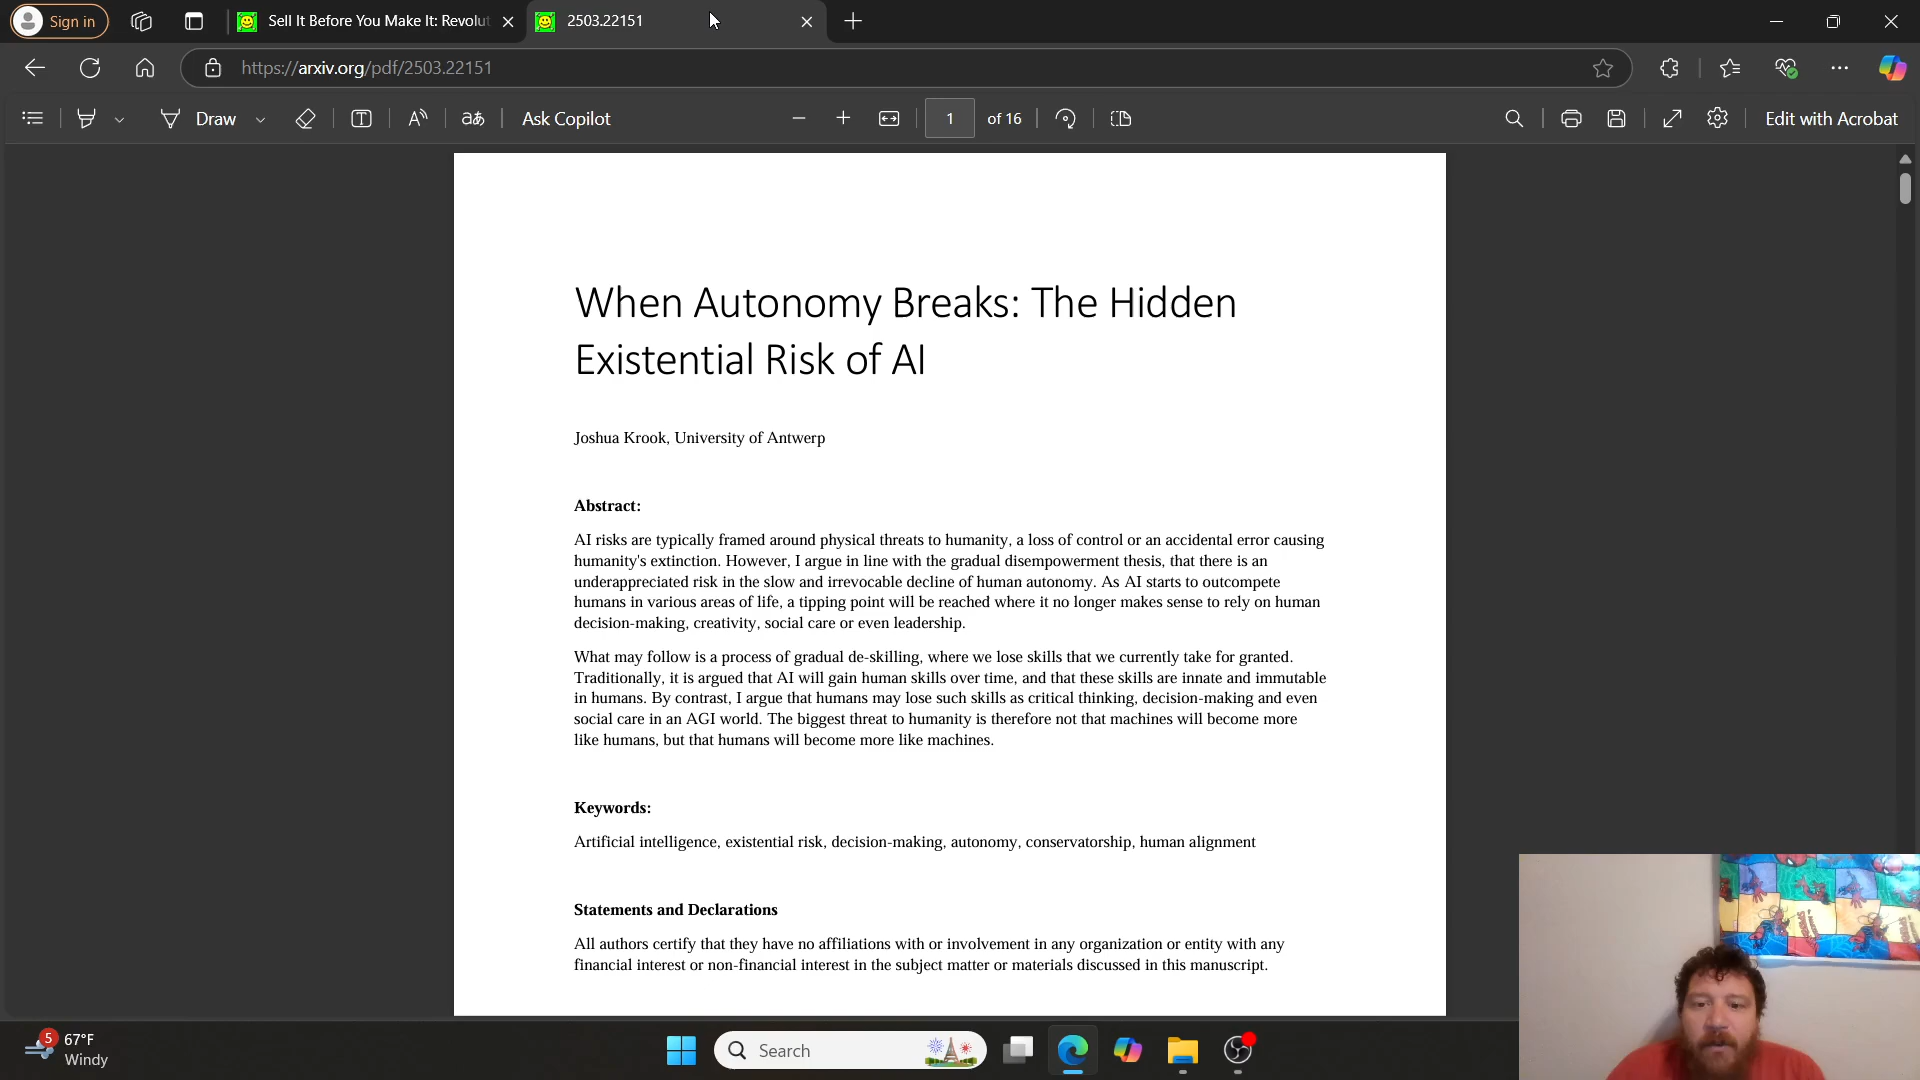 Sign in
Sell It Before You Make It: Revolut
2503.22151
https://arxiv.org/pdf/2503.22151
Draw
Ask Copilot
1 of 16
Edit with Acrobat
When Autonomy Breaks: The Hidden
Existential Risk of AI
Joshua Krook, University of Antwerp
Abstract:
AI risks are typically framed around physical threats to humanity, a loss of control or an accidental error causing
humanity's extinction. However, I argue in line with the gradual disempowerment thesis, that there is an
underappreciated risk in the slow and irrevocable decline of human autonomy. As AI starts to outcompete
humans in various areas of life, a tipping point will be reached where it no longer makes sense to rely on human
decision-making, creativity, social care or even leadership.
What may follow is a process of gradual de-skilling, where we lose skills that we currently take for granted.
Traditionally, it is argued that AI will gain human skills over time, and that these skills are innate and immutable
in humans. By contrast, I argue that humans may lose such skills as critical thinking, decision-making and even
social care in an AGI world. The biggest threat to humanity is therefore not that machines will become more
like humans, but that humans will become more like machines.
Keywords:
Artificial intelligence, existential risk, decision-making, autonomy, conservatorship, human alignment
Statements and Declarations
All authors certify that they have no affiliations with or involvement in any organization or entity with any
financial interest or non-financial interest in the subject matter or materials discussed in this manuscript.
5
67°F
Windy
Search